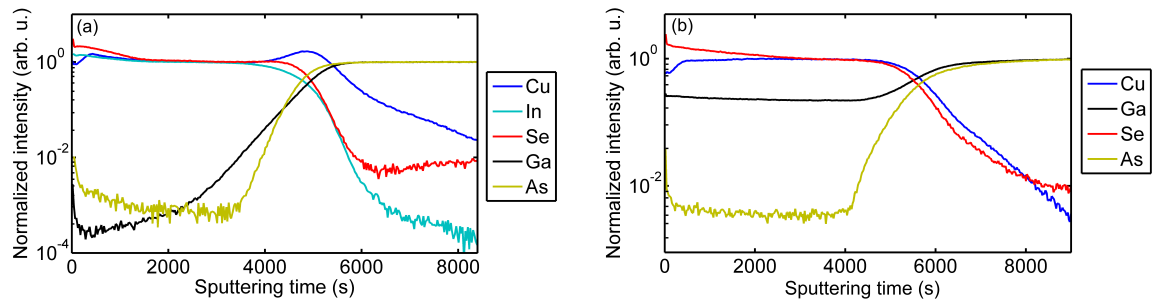 (a)
Normalized intensity (arb. u.)
10^0
10^-2
10^-4
0 2000 4000 6000 8000
Sputtering time (s)
Cu
In
Se
Ga
As
(b)
Normalized intensity (arb. u.)
10^0
10^-2
0 2000 4000 6000 8000
Sputtering time (s)
Cu
Ga
Se
As